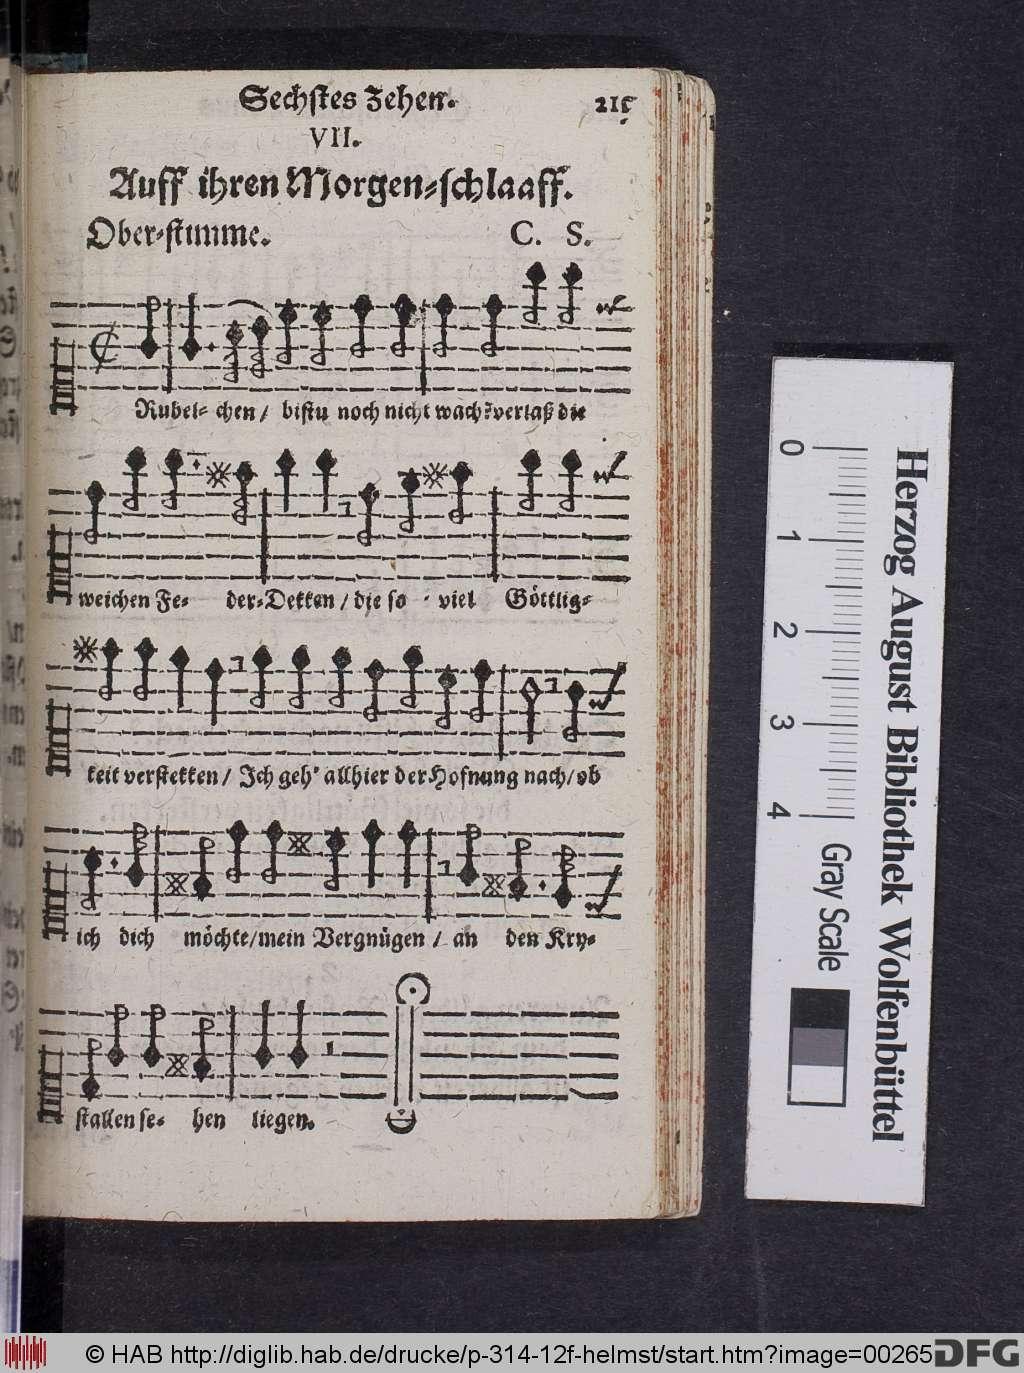 Sechstes Zehen. 215
VII.
Auff ihren Morgen-schlaaff.
Ober-stimme. C. S.
Rubel- chen / bistu noch nicht wach? verlaß die
weichen Fe- der-Dekken / die so viel Göttlig-
keit verstekken / Ich geh' allhier der Hofnung nach / ob
ich dich möchte / mein Vergnügen / an den Kry-
stallen se- hen liegen.
0 1 2 3 4
Gray Scale
Herzog August Bibliothek Wolfenbüttel
© HAB http://diglib.hab.de/drucke/p-314-12f-helmst/start.htm?image=00265
DFG